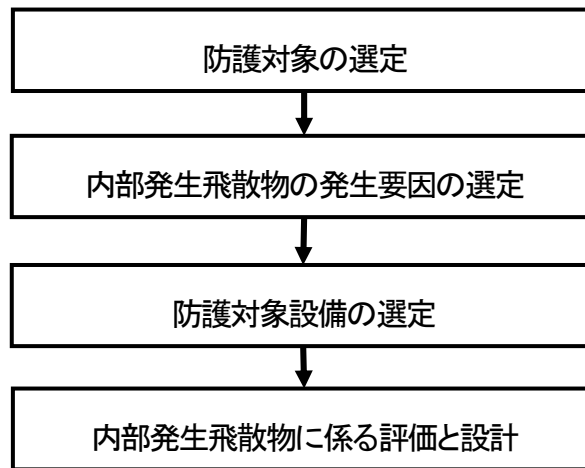 防護対象の選定
内部発生飛散物の発生要因の選定
防護対象設備の選定
内部発生飛散物に係る評価と設計